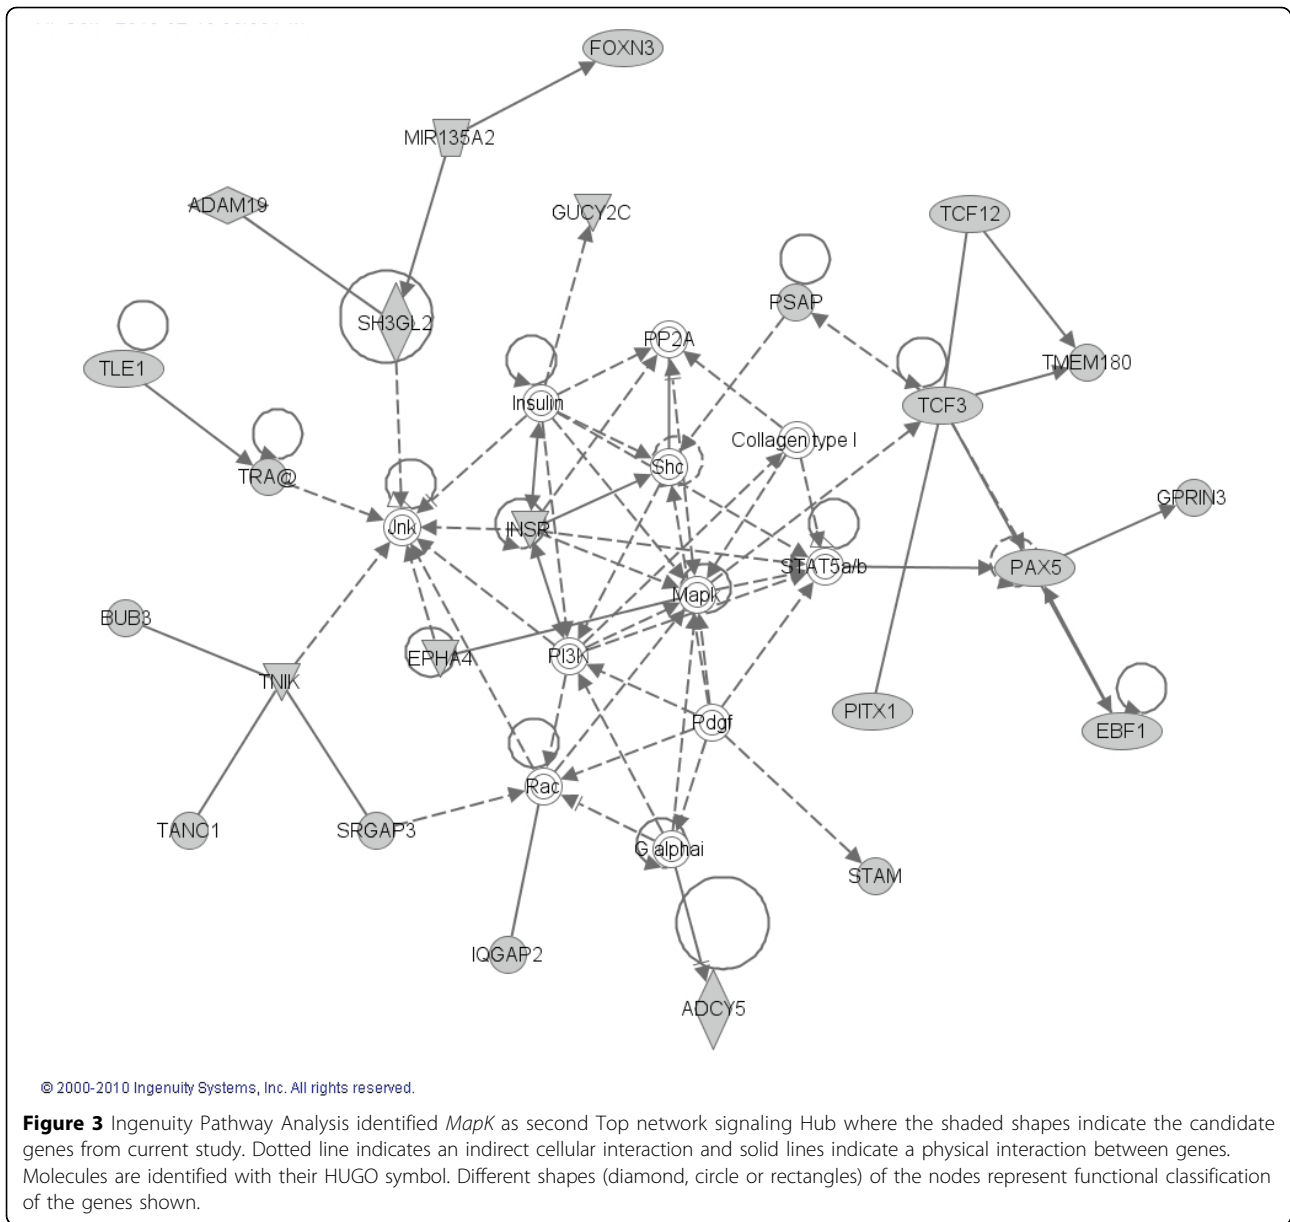 FOXN3
MIR135A2
ADAM19
GUCY2C
TCF12
SH3GL2
PSAP
PP2A
TMEM180
TLE1
Insulin
TCF3
Collagen type I
TRA@
Shc
GPRIN3
Jnk
INSR
STAT5a/b
PAX5
Mapk
BUB3
EPHA4
PI3K
TNIK
PITX1
Pdgf
EBF1
Rac
TANC1
SRGAP3
G alphai
STAM
IQGAP2
ADCY5
© 2000-2010 Ingenuity Systems, Inc. All rights reserved.
Figure 3 Ingenuity Pathway Analysis identified MapK as second Top network signaling Hub where the shaded shapes indicate the candidate
genes from current study. Dotted line indicates an indirect cellular interaction and solid lines indicate a physical interaction between genes.
Molecules are identified with their HUGO symbol. Different shapes (diamond, circle or rectangles) of the nodes represent functional classification
of the genes shown.